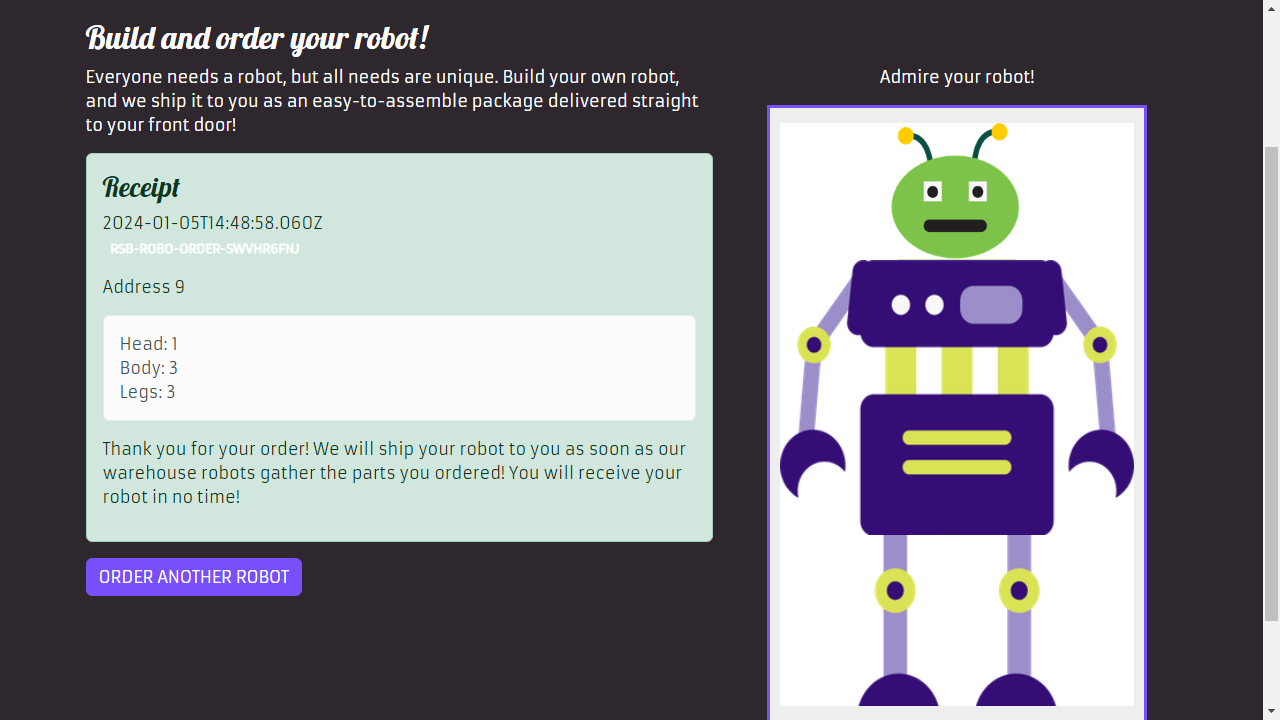 Build and order your robot!
Everyone needs a robot, but all needs are unique. Build your own robot,
and we ship it to you as an easy-to-assemble package delivered straight
to your front door!
Receipt
2024-01-05T14:48:58.060Z
RSB-ROBO-ORDER-SWVHR6FNJ
Address 9
Head: 1
Body: 3
Legs: 3
Thank you for your order! We will ship your robot to you as soon as our
warehouse robots gather the parts you ordered! You will receive your
robot in no time!
ORDER ANOTHER ROBOT
Admire your robot!